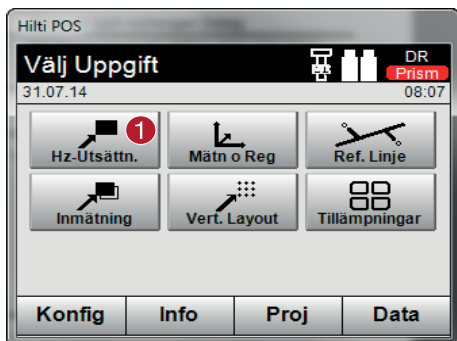 Hilti POS
Välj Uppgift
DR
Prism
31.07.14
08:07
1
Hz-Utsättn.
Mätn o Reg
Ref. Linje
Inmätning
Vert. Layout
Tillämpningar
Konfig
Info
Proj
Data